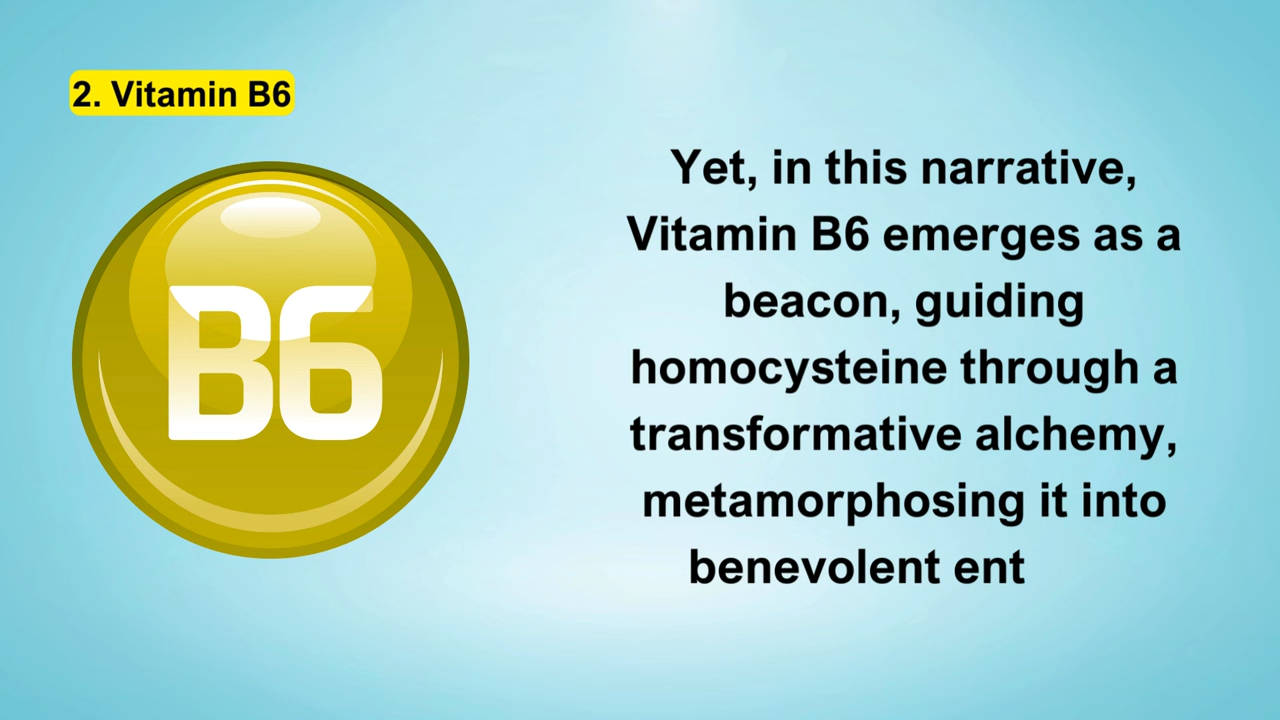 2. Vitamin B6
B6
Yet, in this narrative,
Vitamin B6 emerges as a
beacon, guiding
homocysteine through a
transformative alchemy,
metamorphosing it into
benevolent ent